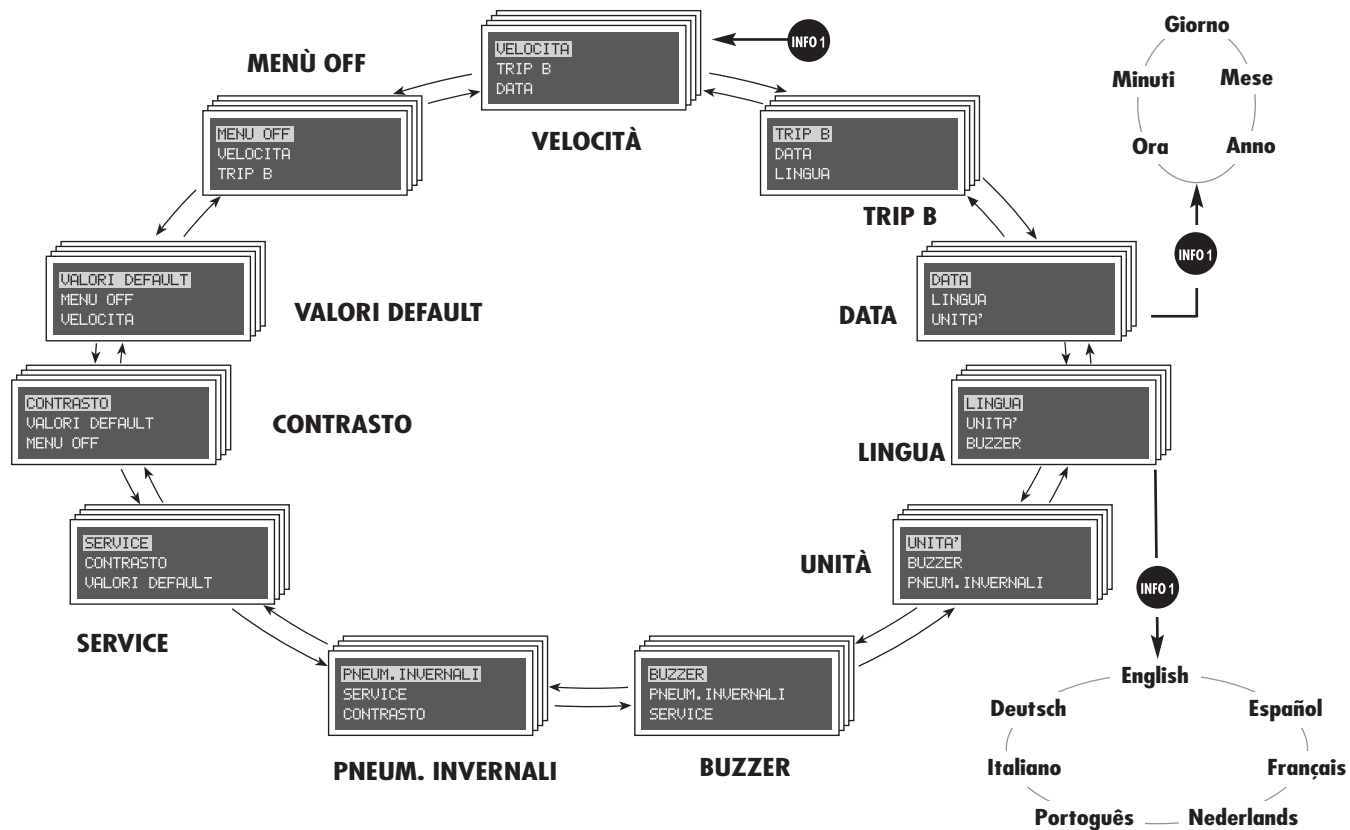 VELOCITA
TRIP B
DATA
VELOCITÀ
INFO 1
TRIP B
DATA
LINGUA
TRIP B
DATA
LINGUA
UNITA'
DATA
INFO 1
Giorno
Mese
Anno
Ora
Minuti
LINGUA
UNITA'
BUZZER
LINGUA
INFO 1
English
Español
Français
Nederlands
Português
Italiano
Deutsch
UNITA'
BUZZER
PNEUM.INVERNALI
UNITÀ
BUZZER
PNEUM.INVERNALI
SERVICE
BUZZER
PNEUM.INVERNALI
SERVICE
CONTRASTO
PNEUM. INVERNALI
SERVICE
CONTRASTO
VALORI DEFAULT
SERVICE
CONTRASTO
VALORI DEFAULT
MENU OFF
CONTRASTO
VALORI DEFAULT
MENU OFF
VELOCITA
VALORI DEFAULT
MENU OFF
VELOCITA
TRIP B
MENÙ OFF